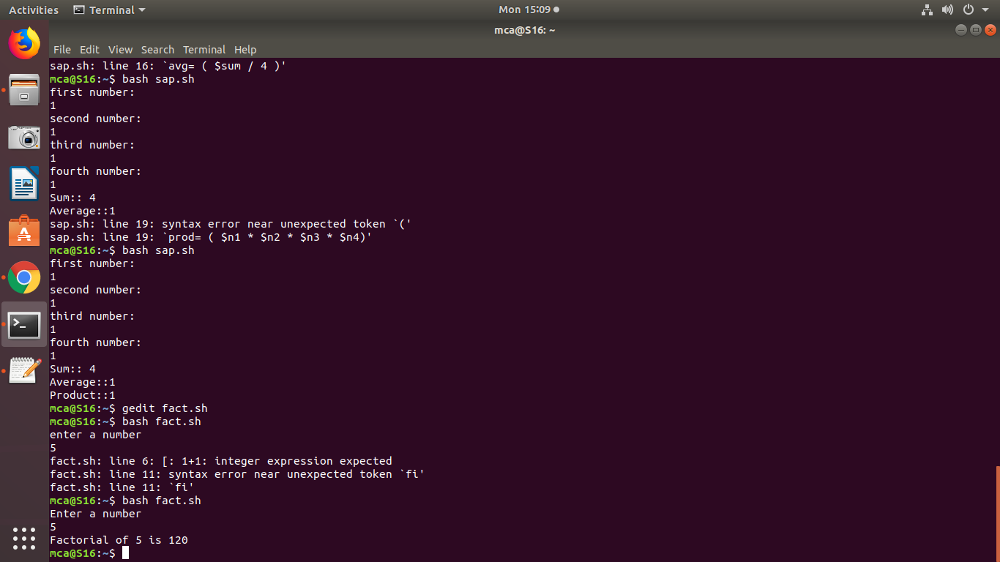 Activities Terminal Mon 15:09
mca@S16: ~
File Edit View Search Terminal Help
sap.sh: line 16: `avg= ( $sum / 4 )'
mca@S16:~$ bash sap.sh
first number:
1
second number:
1
third number:
1
fourth number:
1
Sum:: 4
Average::1
sap.sh: line 19: syntax error near unexpected token `('
sap.sh: line 19: `prod= ( $n1 * $n2 * $n3 * $n4)'
mca@S16:~$ bash sap.sh
first number:
1
second number:
1
third number:
1
fourth number:
1
Sum:: 4
Average::1
Product::1
mca@S16:~$ gedit fact.sh
mca@S16:~$ bash fact.sh
enter a number
5
fact.sh: line 6: [: 1+1: integer expression expected
fact.sh: line 11: syntax error near unexpected token `fi'
fact.sh: line 11: `fi'
mca@S16:~$ bash fact.sh
Enter a number
5
Factorial of 5 is 120
mca@S16:~$